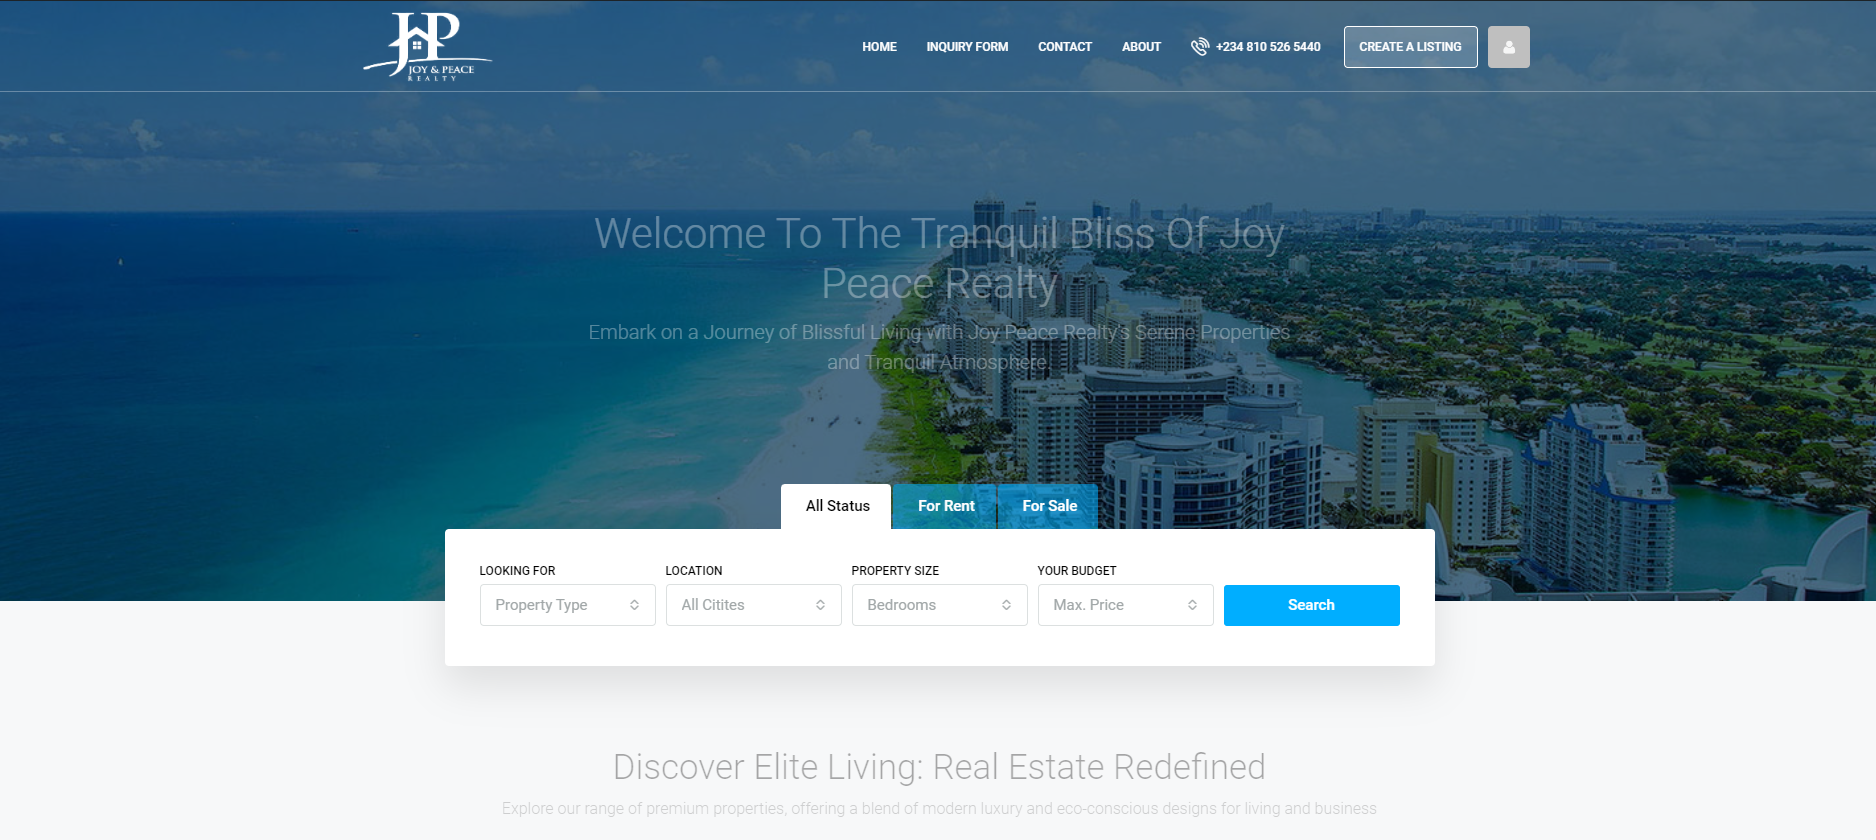 JP
JOY & PEACE
REALTY
HOME INQUIRY FORM CONTACT ABOUT +234 810 526 5440 CREATE A LISTING
Welcome To The Tranquil Bliss Of Joy
Peace Realty
Embark on a Journey of Blissful Living with Joy Peace Realty's Serene Properties
and Tranquil Atmosphere.
All Status For Rent For Sale
LOOKING FOR LOCATION PROPERTY SIZE YOUR BUDGET
Property Type All Citites Bedrooms Max. Price Search
Discover Elite Living: Real Estate Redefined
Explore our range of premium properties, offering a blend of modern luxury and eco-conscious designs for living and business